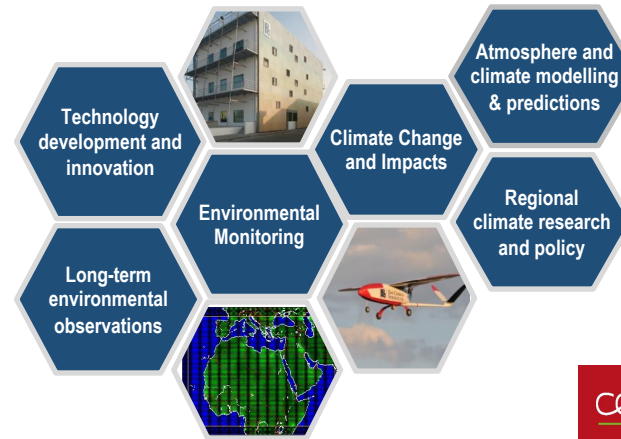 Technology
development and
innovation
Atmosphere and
climate modelling
& predictions
Climate Change
and Impacts
Environmental
Monitoring
Regional
climate research
and policy
Long-term
environmental
observations